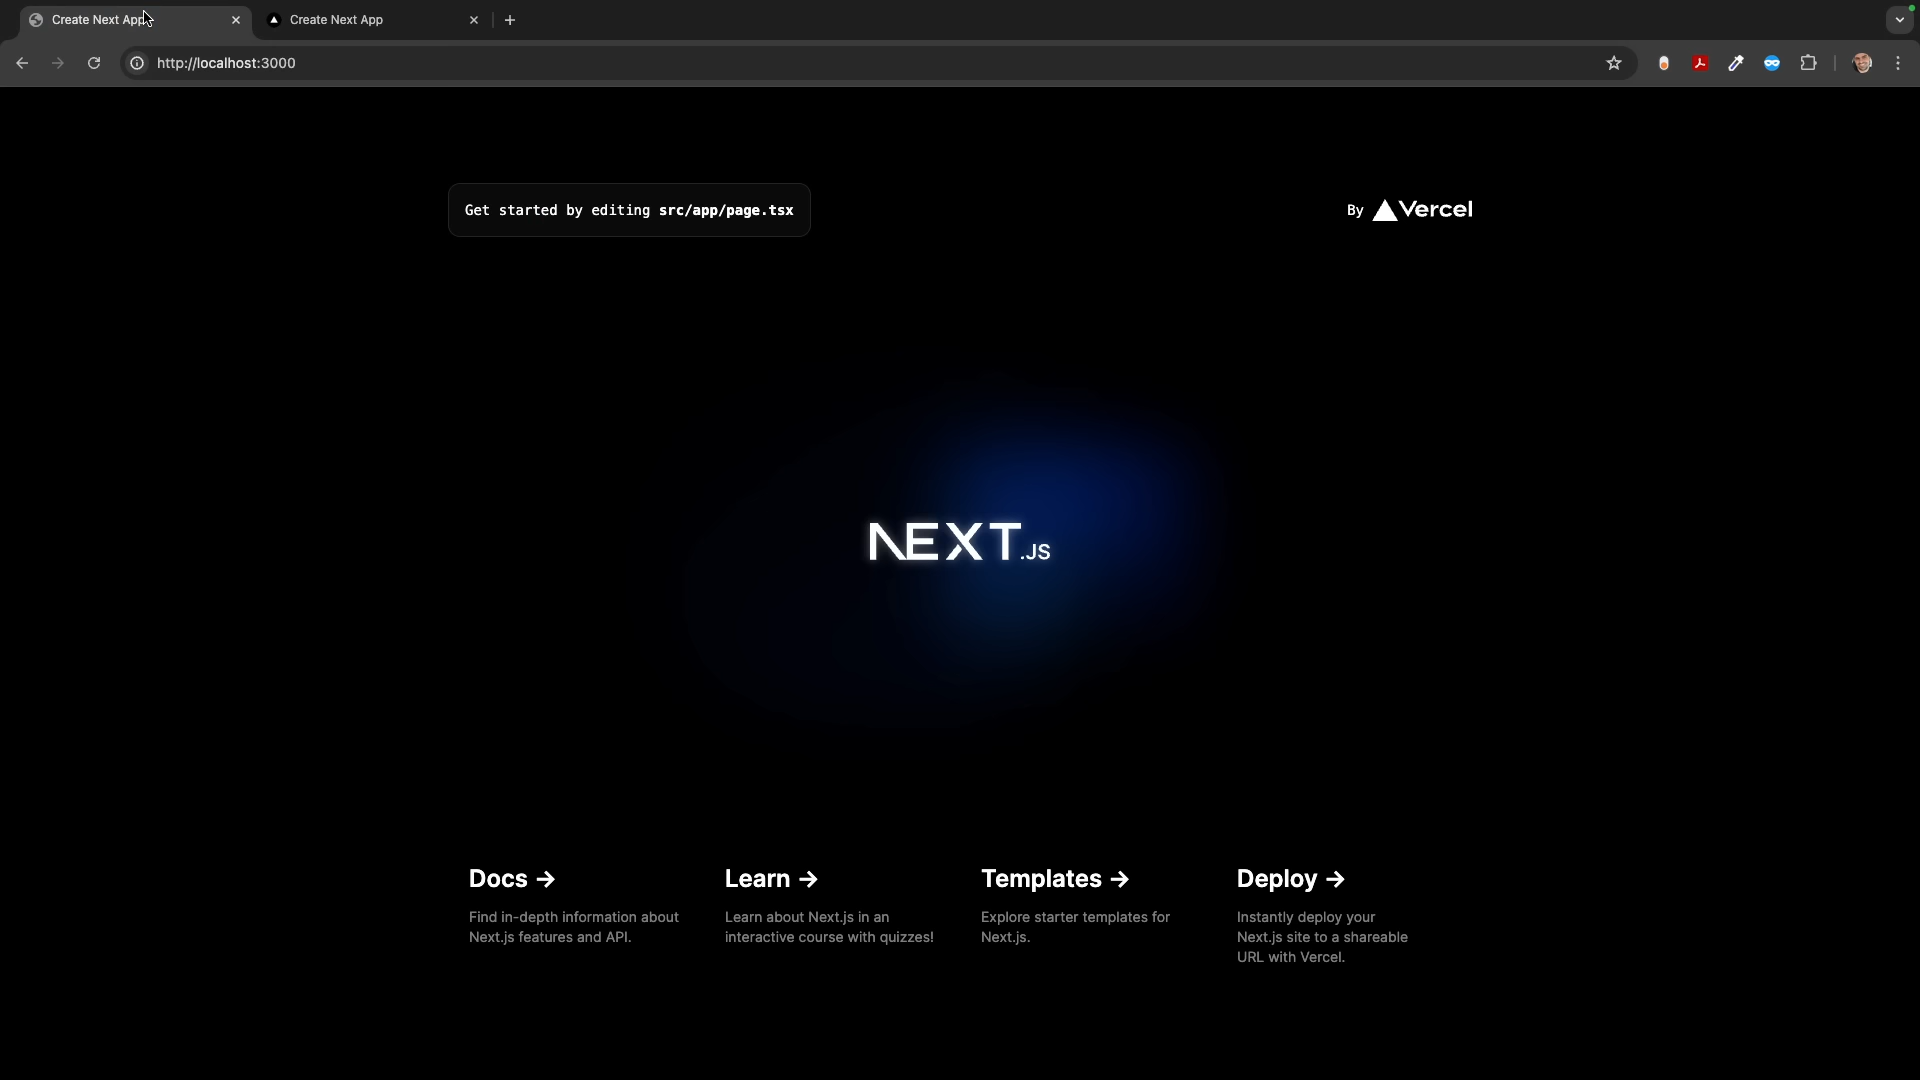 Create Next App
Create Next App
http://localhost:3000
Get started by editing src/app/page.tsx
By Vercel
NEXT.JS
Docs →
Find in-depth information about
Next.js features and API.
Learn →
Learn about Next.js in an
interactive course with quizzes!
Templates →
Explore starter templates for
Next.js.
Deploy →
Instantly deploy your
Next.js site to a shareable
URL with Vercel.